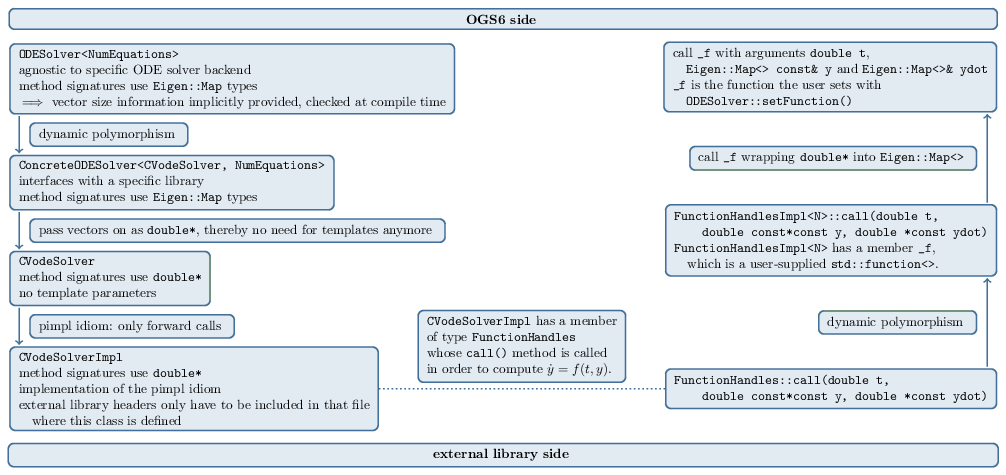 OGS6 side
ODESolver<NumEquations>
agnostic to specific ODE solver backend
method signatures use Eigen::Map types
⟹ vector size information implicitly provided, checked at compile time
dynamic polymorphism
ConcreteODESolver<CVodeSolver, NumEquations>
interfaces with a specific library
method signatures use Eigen::Map types
pass vectors on as double*, thereby no need for templates anymore
CVodeSolver
method signatures use double*
no template parameters
pimpl idiom: only forward calls
CVodeSolverImpl
method signatures use double*
implementation of the pimpl idiom
external library headers only have to be included in that file
where this class is defined
CVodeSolverImpl has a member
of type FunctionHandles
whose call() method is called
in order to compute ẏ = f(t, y).
call _f with arguments double t,
Eigen::Map<> const& y and Eigen::Map<>& ydot
_f is the function the user sets with
ODESolver::setFunction()
call _f wrapping double* into Eigen::Map<>
FunctionHandlesImpl<N>::call(double t,
double const*const y, double *const ydot)
FunctionHandlesImpl<N> has a member _f,
which is a user-supplied std::function<>.
dynamic polymorphism
FunctionHandles::call(double t,
double const*const y, double *const ydot)
external library side